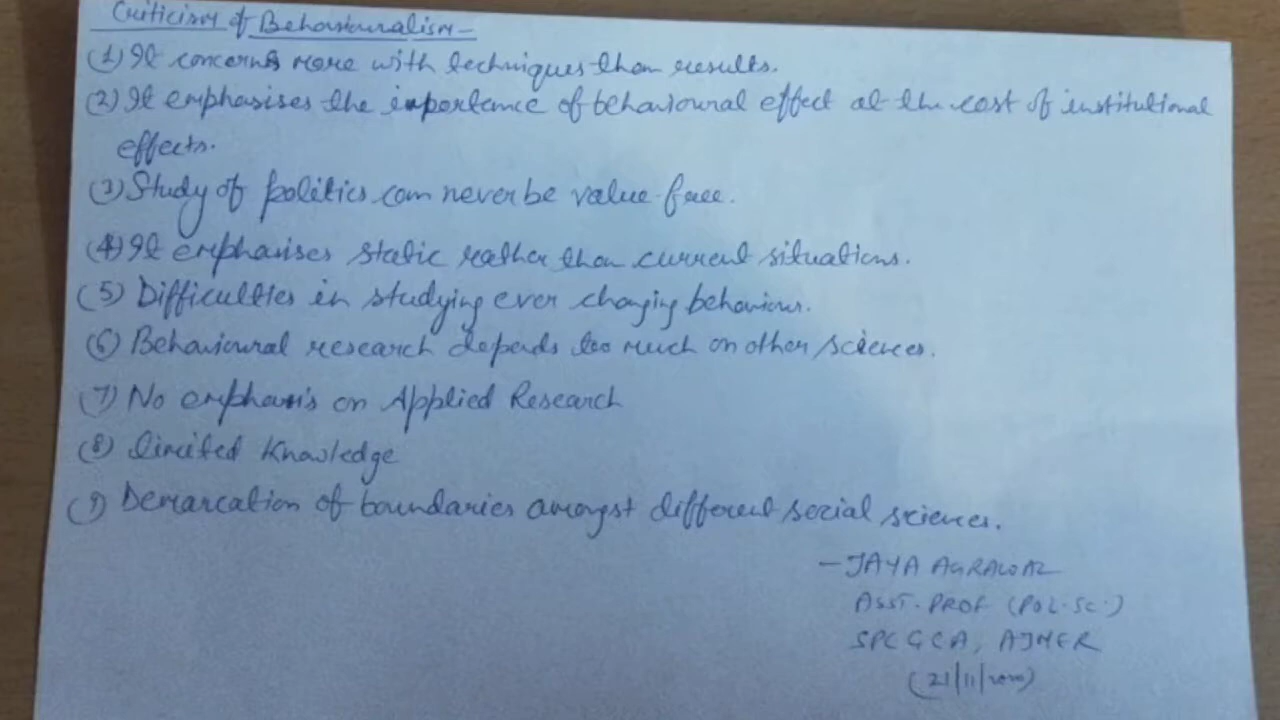 Criticism of Behaviouralism -
(1) It concerns more with techniques than results.
(2) It emphasises the importance of behavioural effect at the cost of institutional
effects.
(3) Study of politics can never be value-free.
(4) It emphasises static rather than current situations.
(5) Difficulties in studying ever changing behaviour.
(6) Behavioural research depends too much on other sciences.
(7) No emphasis on Applied Research
(8) limited Knowledge
(9) Demarcation of boundaries amongst different social sciences.
- JAYA AGRAWAL
ASST. PROF (POL. SC.)
SPCGCA, AJMER
(21/11/2020)